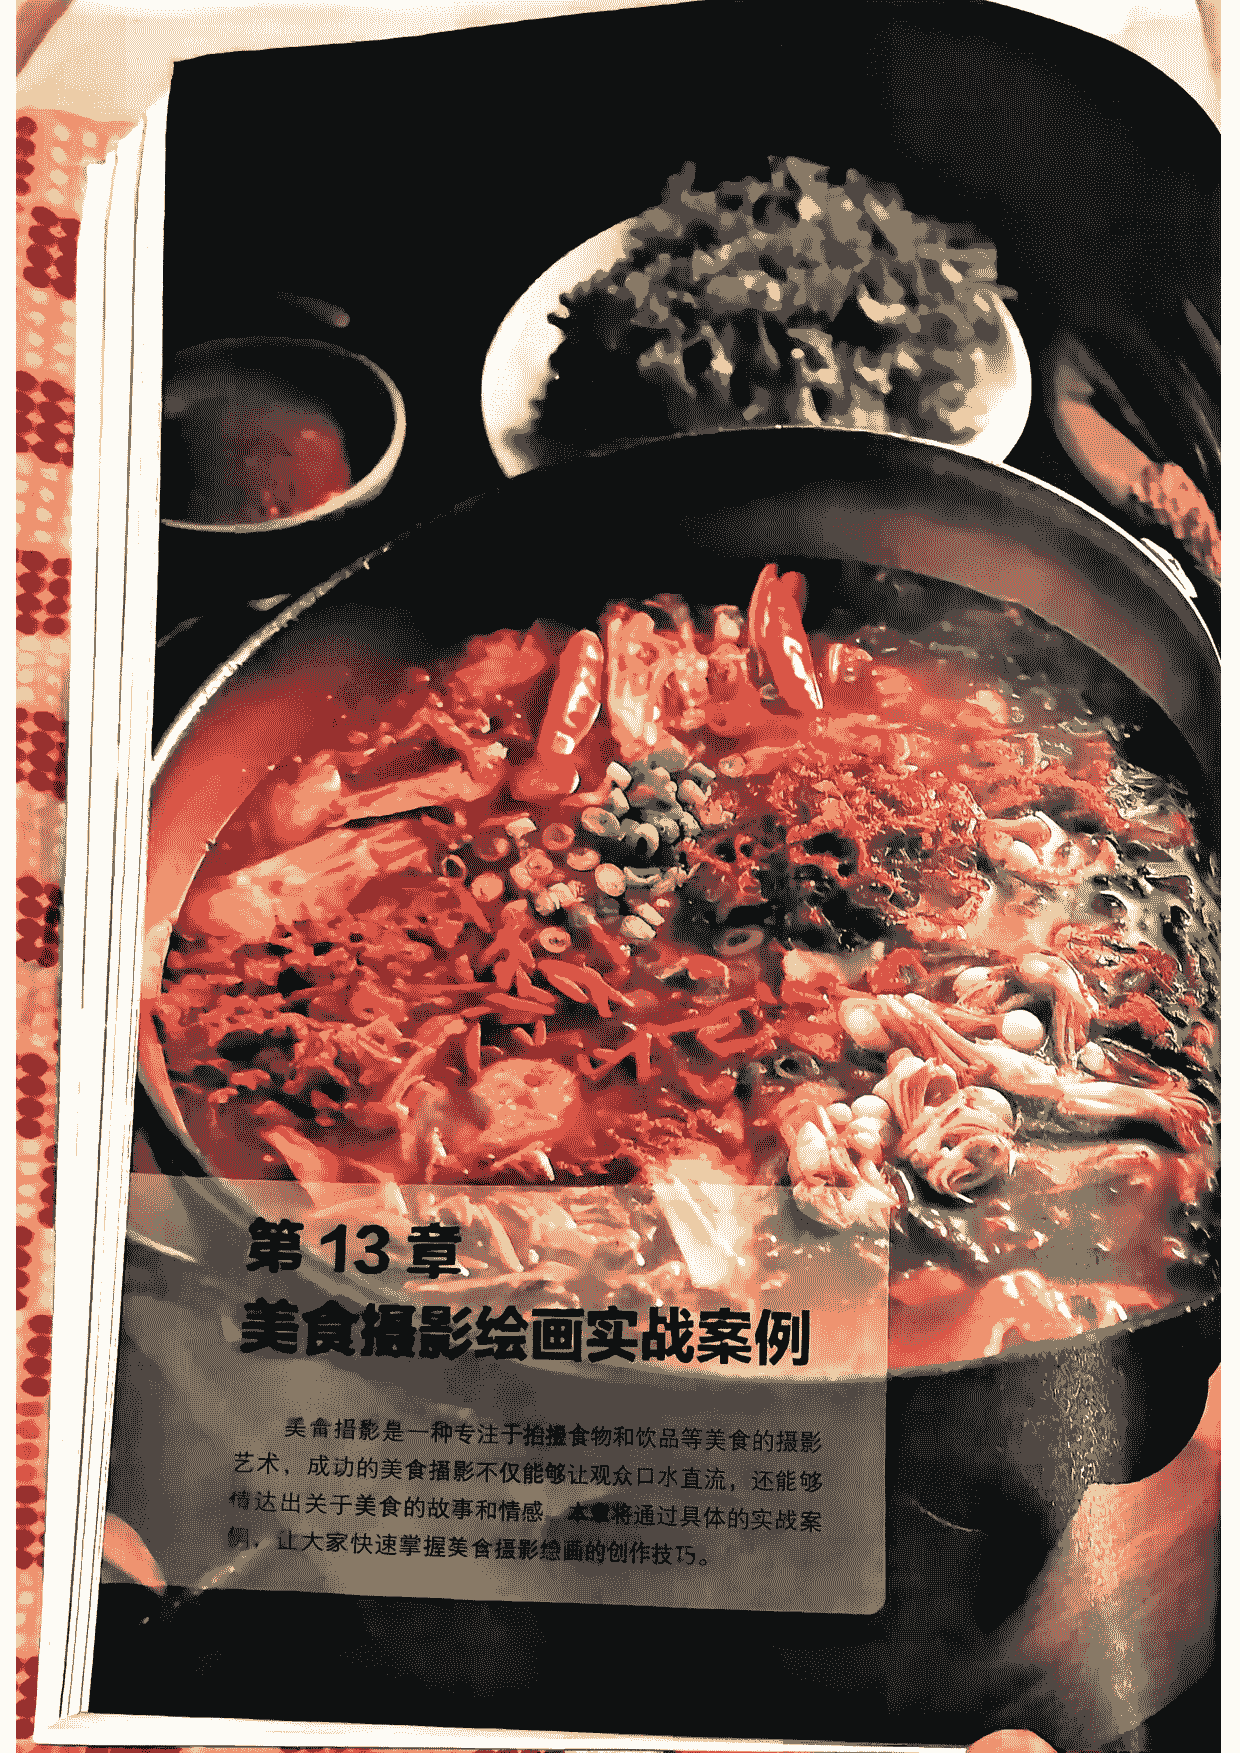 第13章
美食摄影绘画实战案例
美食摄影是一种专注于拍摄食物和饮品等美食的摄影
艺术，成功的美食摄影不仅能够让观众口水直流，还能够
传达出关于美食的故事和情感 本章将通过具体的实战案
例，让大家快速掌握美食摄影绘画的创作技巧。